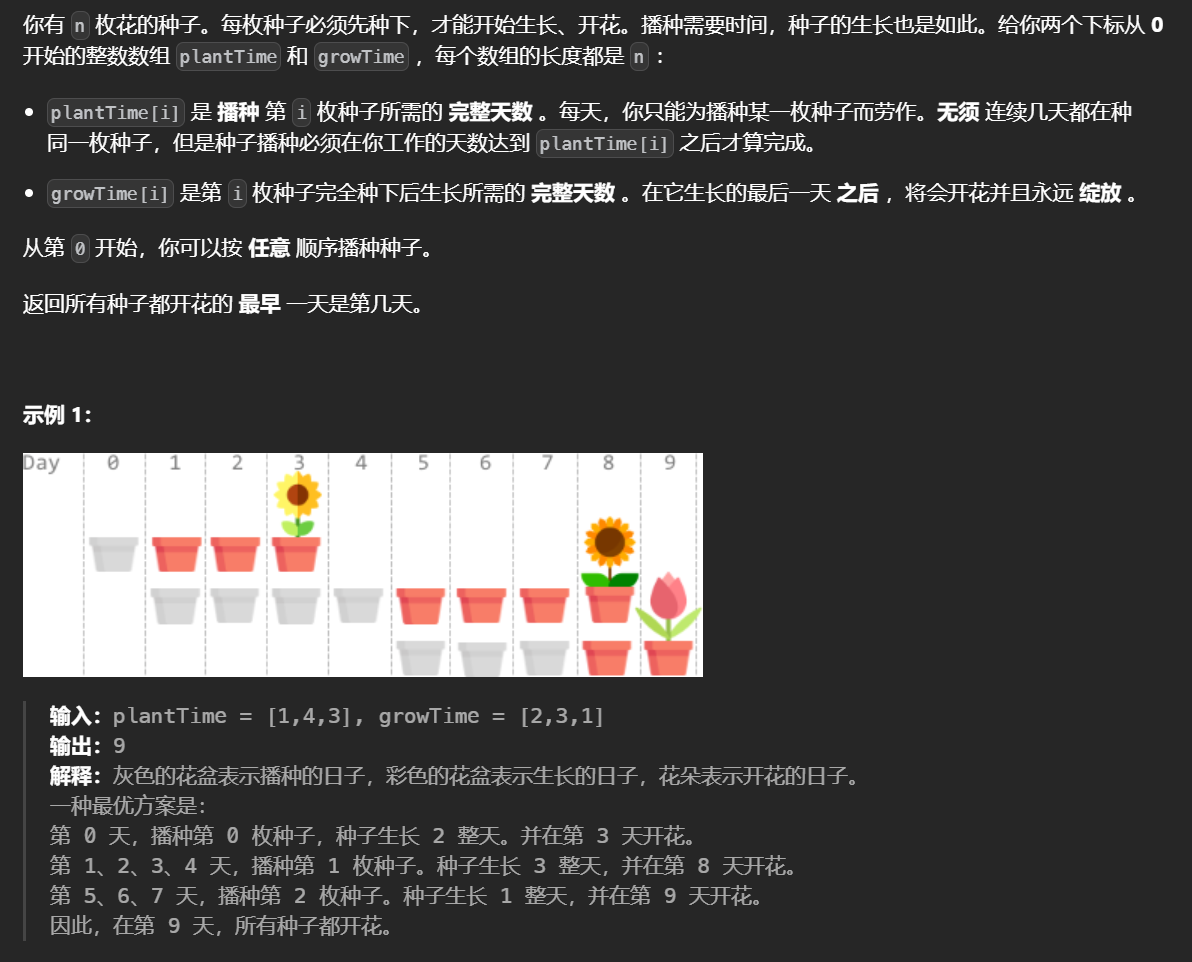 你有 n 枚花的种子。每枚种子必须先种下，才能开始生长、开花。播种需要时间，种子的生长也是如此。给你两个下标从 0
开始的整数数组 plantTime 和 growTime ，每个数组的长度都是 n ：
• plantTime[i] 是 播种 第 i 枚种子所需的 完整天数 。每天，你只能为播种某一枚种子而劳作。无须 连续几天都在种
同一枚种子，但是种子播种必须在你工作的天数达到 plantTime[i] 之后才算完成。
• growTime[i] 是第 i 枚种子完全种下后生长所需的 完整天数 。在它生长的最后一天 之后 ，将会开花并且永远 绽放 。
从第 0 开始，你可以按 任意 顺序播种种子。
返回所有种子都开花的 最早 一天是第几天。
示例 1：
Day 0 1 2 3 4 5 6 7 8 9
输入：plantTime = [1,4,3], growTime = [2,3,1]
输出：9
解释：灰色的花盆表示播种的日子，彩色的花盆表示生长的日子，花朵表示开花的日子。
一种最优方案是：
第 0 天，播种第 0 枚种子，种子生长 2 整天。并在第 3 天开花。
第 1、2、3、4 天，播种第 1 枚种子。种子生长 3 整天，并在第 8 天开花。
第 5、6、7 天，播种第 2 枚种子。种子生长 1 整天，并在第 9 天开花。
因此，在第 9 天，所有种子都开花。